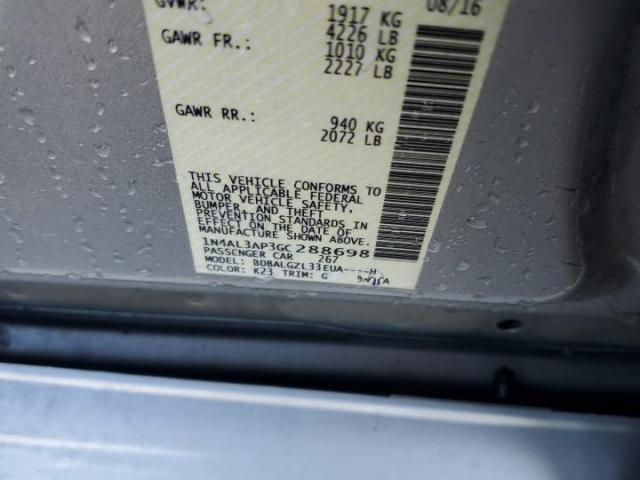 GVWR: 1917 KG 08/16
4226 LB
GAWR FR.: 1010 KG
2227 LB
GAWR RR.: 940 KG
2072 LB
THIS VEHICLE CONFORMS TO
ALL APPLICABLE FEDERAL
MOTOR VEHICLE SAFETY,
BUMPER, AND THEFT
PREVENTION STANDARDS
IN EFFECT ON THE DATE OF
MANUFACTURE SHOWN ABOVE.
1N4AL3AP3GC288698
PASSENGER CAR 267
MODEL: BDBALGZL33EUA----H
COLOR: K23 TRIM: G